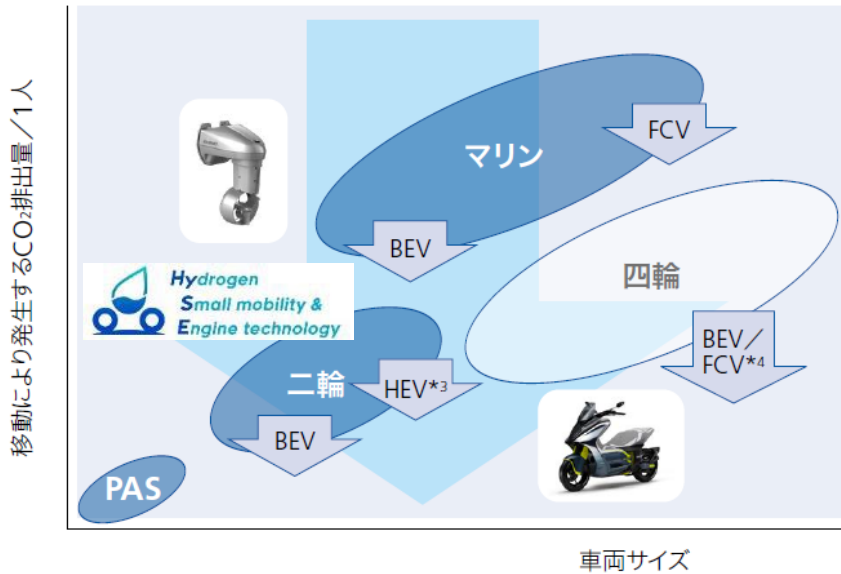 移動により発生するCO₂排出量／1人
マリン
FCV
BEV
四輪
Hydrogen
Small mobility &
Engine technology
二輪
HEV*3
BEV／
FCV*4
BEV
PAS
車両サイズ